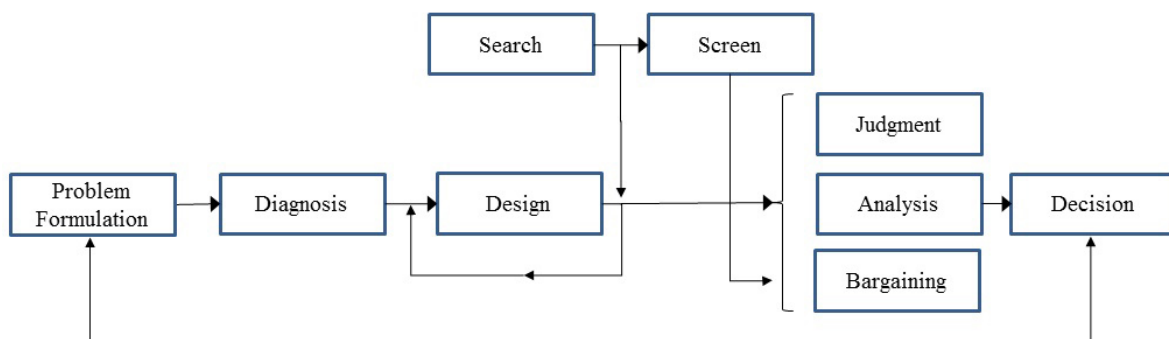 Search
Screen
Judgment
Problem
Formulation
Diagnosis
Design
Analysis
Decision
Bargaining